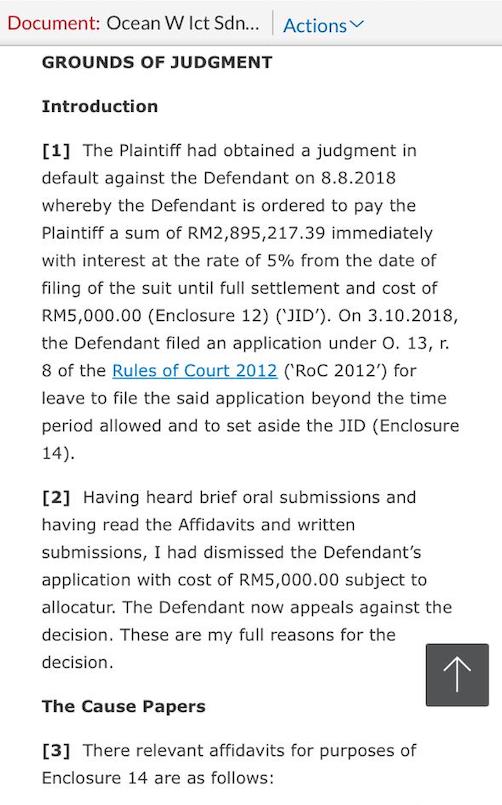 Document: Ocean W Ict Sdn... Actions
GROUNDS OF JUDGMENT
Introduction
[1] The Plaintiff had obtained a judgment in
default against the Defendant on 8.8.2018
whereby the Defendant is ordered to pay the
Plaintiff a sum of RM2,895,217.39 immediately
with interest at the rate of 5% from the date of
filing of the suit until full settlement and cost of
RM5,000.00 (Enclosure 12) (‘JID’). On 3.10.2018,
the Defendant filed an application under O. 13, r.
8 of the Rules of Court 2012 (‘RoC 2012’) for
leave to file the said application beyond the time
period allowed and to set aside the JID (Enclosure
14).
[2] Having heard brief oral submissions and
having read the Affidavits and written
submissions, I had dismissed the Defendant’s
application with cost of RM5,000.00 subject to
allocatur. The Defendant now appeals against the
decision. These are my full reasons for the
decision.
The Cause Papers
[3] There relevant affidavits for purposes of
Enclosure 14 are as follows: